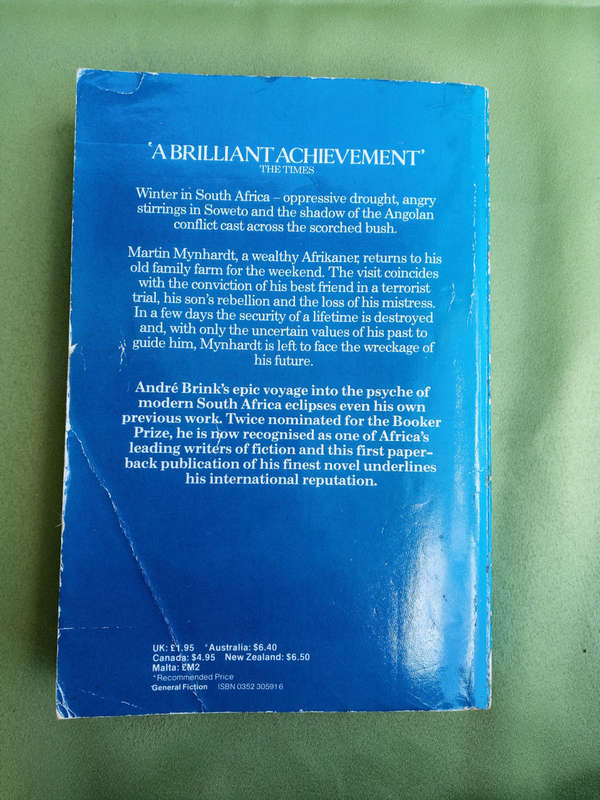 'A BRILLIANT ACHIEVEMENT'
THE TIMES
Winter in South Africa – oppressive drought, angry
stirrings in Soweto and the shadow of the Angolan
conflict cast across the scorched bush.
Martin Mynhardt, a wealthy Afrikaner, returns to his
old family farm for the weekend. The visit coincides
with the conviction of his best friend in a terrorist
trial, his son's rebellion and the loss of his mistress.
In a few days the security of a lifetime is destroyed
and, with only the uncertain values of his past to
guide him, Mynhardt is left to face the wreckage of
his future.
André Brink's epic voyage into the psyche of
modern South Africa eclipses even his own
previous work. Twice nominated for the Booker
Prize, he is now recognised as one of Africa's
leading writers of fiction and this first paper-
back publication of his finest novel underlines
his international reputation.
UK: £1.95 *Australia: $6.40
Canada: $4.95 New Zealand: $6.50
Malta: £M2
*Recommended Price
General Fiction ISBN 0352 305916